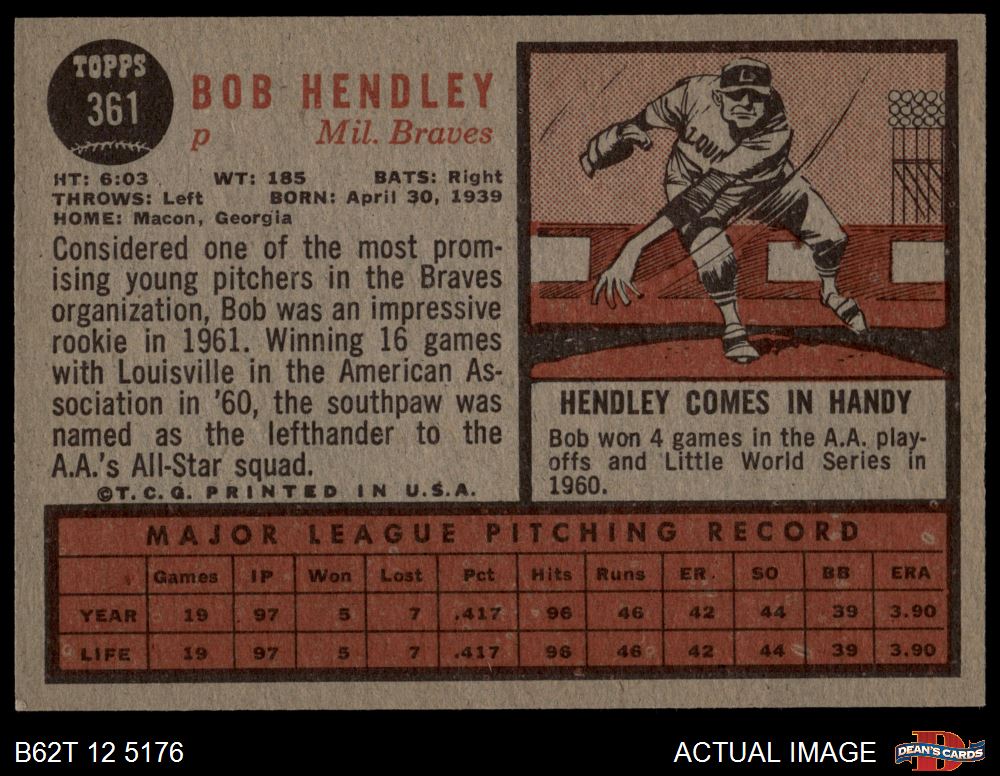 TOPPS
361
BOB HENDLEY
p Mil. Braves
HT: 6:03 WT: 185 BATS: Right
THROWS: Left BORN: April 30, 1939
HOME: Macon, Georgia
Considered one of the most prom-
ising young pitchers in the Braves
organization, Bob was an impressive
rookie in 1961. Winning 16 games
with Louisville in the American As-
sociation in '60, the southpaw was
named as the lefthander to the
A.A.'s All-Star squad.
©T.C.G. PRINTED IN U.S.A.
L
LOUI
HENDLEY COMES IN HANDY
Bob won 4 games in the A.A. play-
offs and Little World Series in
1960.
MAJOR LEAGUE PITCHING RECORD
Games IP Won Lost Pct Hits Runs ER. SO BB ERA
YEAR 19 97 5 7 .417 96 46 42 44 39 3.90
LIFE 19 97 5 7 .417 96 46 42 44 39 3.90
B62T 12 5176
ACTUAL IMAGE
DEAN'S CARDS